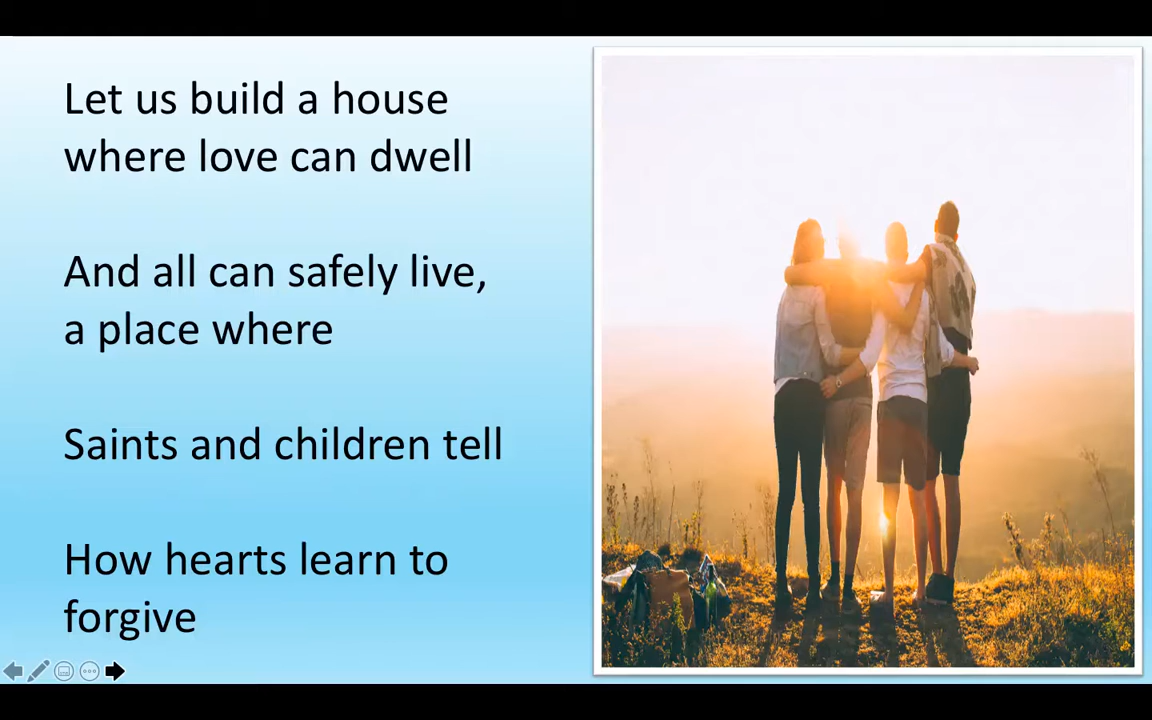 Let us build a house
where love can dwell
And all can safely live,
a place where
Saints and children tell
How hearts learn to
forgive